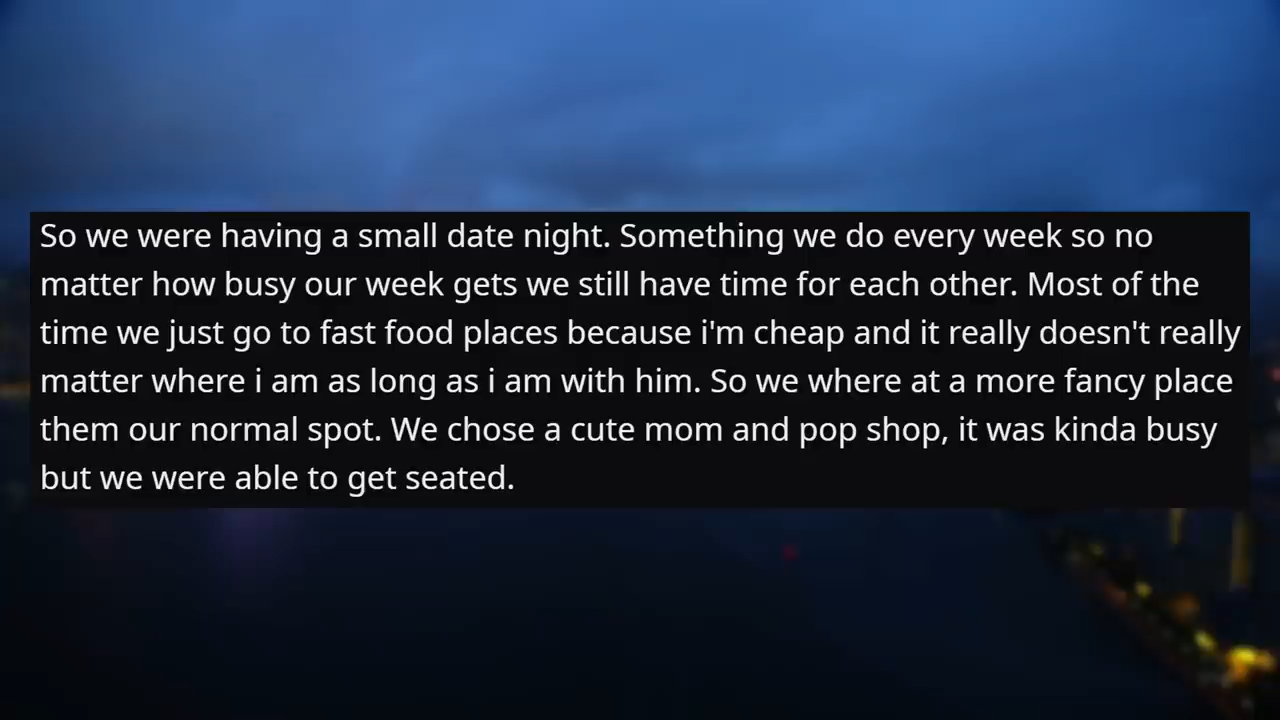 So we were having a small date night. Something we do every week so no
matter how busy our week gets we still have time for each other. Most of the
time we just go to fast food places because i'm cheap and it really doesn't really
matter where i am as long as i am with him. So we where at a more fancy place
them our normal spot. We chose a cute mom and pop shop, it was kinda busy
but we were able to get seated.